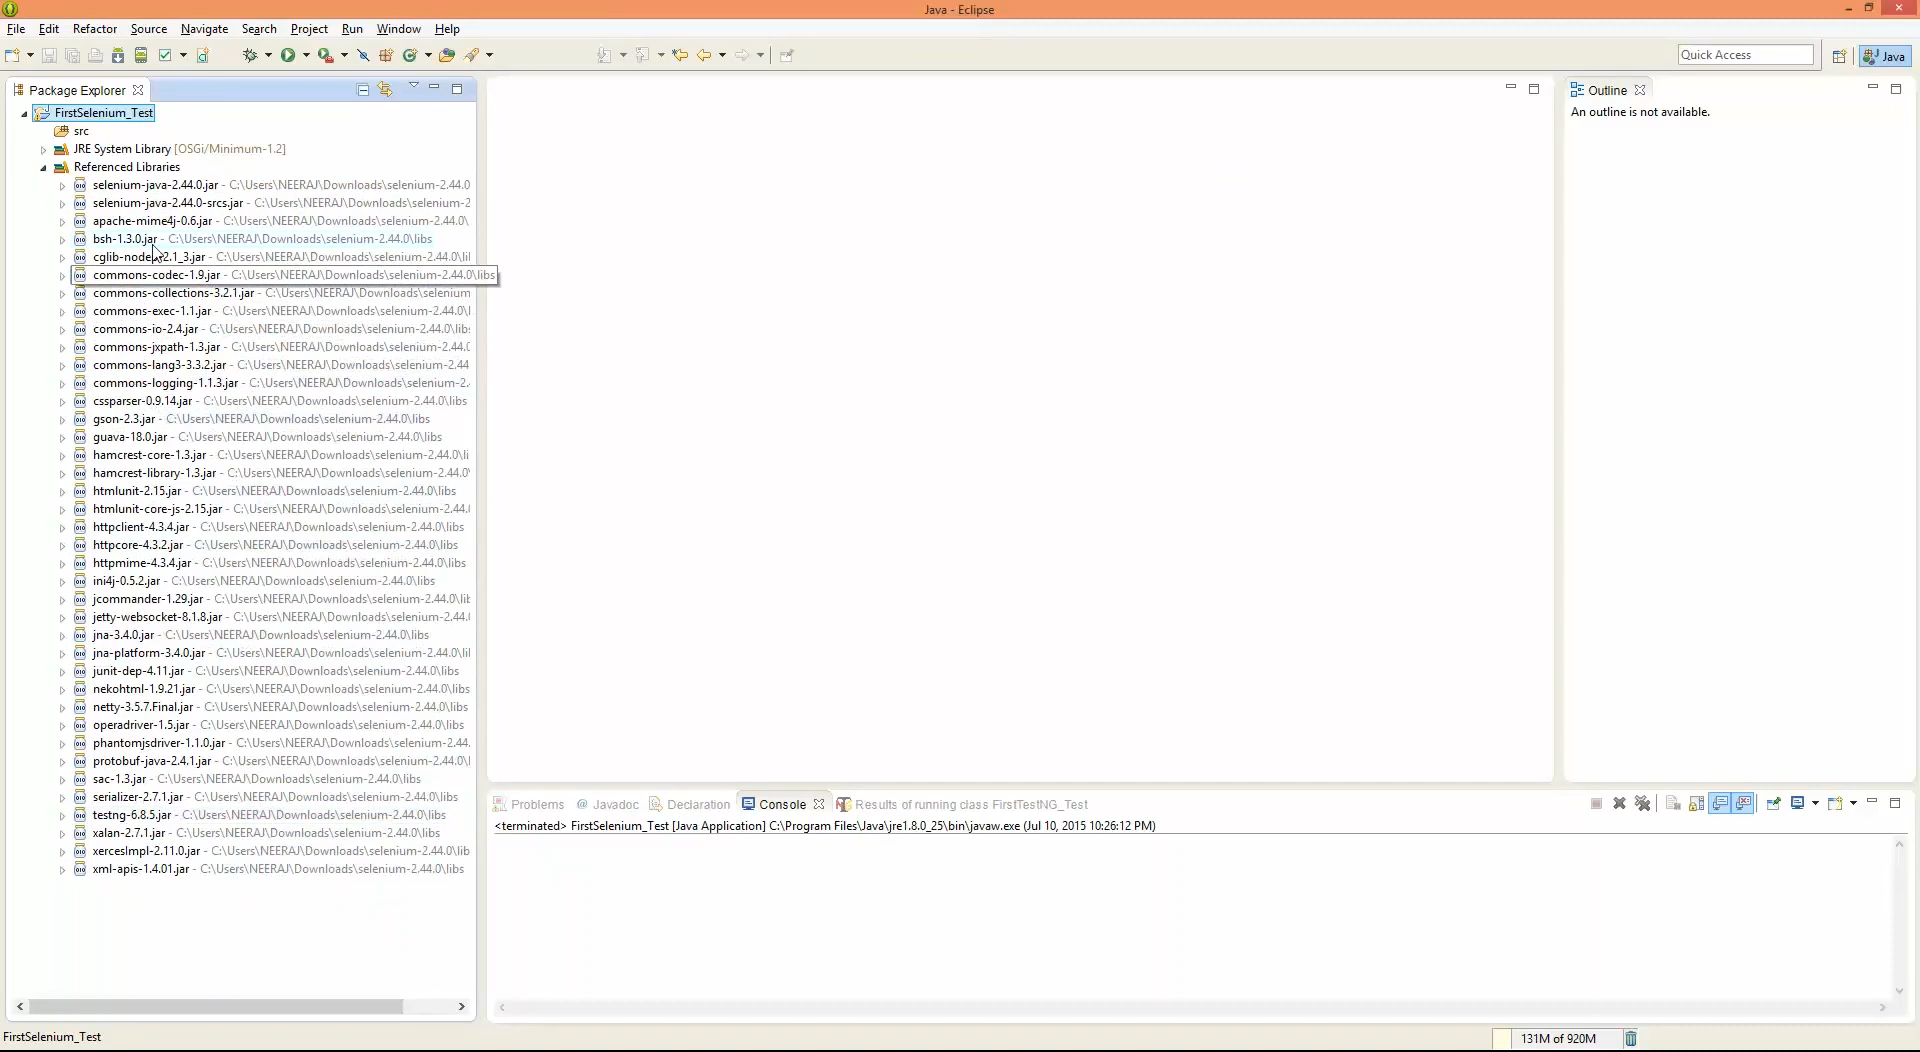 Java - Eclipse
File Edit Refactor Source Navigate Search Project Run Window Help
Quick Access
Java
Package Explorer
FirstSelenium_Test
src
JRE System Library [OSGi/Minimum-1.2]
Referenced Libraries
selenium-java-2.44.0.jar - C:\Users\NEERAJ\Downloads\selenium-2.44.0
selenium-java-2.44.0-srcs.jar - C:\Users\NEERAJ\Downloads\selenium-2
apache-mime4j-0.6.jar - C:\Users\NEERAJ\Downloads\selenium-2.44.0\
bsh-1.3.0.jar - C:\Users\NEERAJ\Downloads\selenium-2.44.0\libs
2.1_3.jar - C:\Users\NEERAJ\Downloads\selenium-2.44.0\li
commons-codec-1.9.jar - C:\Users\NEERAJ\Downloads\selenium-2.44.0\libs
commons-collections-3.2.1.jar - C:\Users\NEERAJ\Downloads\selenium
commons-exec-1.1.jar - C:\Users\NEERAJ\Downloads\selenium-2.44.0\l
commons-io-2.4.jar - C:\Users\NEERAJ\Downloads\selenium-2.44.0\libs
commons-jxpath-1.3.jar - C:\Users\NEERAJ\Downloads\selenium-2.44.0
commons-lang3-3.3.2.jar - C:\Users\NEERAJ\Downloads\selenium-2.44
commons-logging-1.1.3.jar - C:\Users\NEERAJ\Downloads\selenium-2.
cssparser-0.9.14.jar - C:\Users\NEERAJ\Downloads\selenium-2.44.0\libs
gson-2.3.jar - C:\Users\NEERAJ\Downloads\selenium-2.44.0\libs
guava-18.0.jar - C:\Users\NEERAJ\Downloads\selenium-2.44.0\libs
hamcrest-core-1.3.jar - C:\Users\NEERAJ\Downloads\selenium-2.44.0\li
hamcrest-library-1.3.jar - C:\Users\NEERAJ\Downloads\selenium-2.44.0\
htmlunit-2.15.jar - C:\Users\NEERAJ\Downloads\selenium-2.44.0\libs
htmlunit-core-js-2.15.jar - C:\Users\NEERAJ\Downloads\selenium-2.44.0
httpclient-4.3.4.jar - C:\Users\NEERAJ\Downloads\selenium-2.44.0\libs
httpcore-4.3.2.jar - C:\Users\NEERAJ\Downloads\selenium-2.44.0\libs
httpmime-4.3.4.jar - C:\Users\NEERAJ\Downloads\selenium-2.44.0\libs
ini4j-0.5.2.jar - C:\Users\NEERAJ\Downloads\selenium-2.44.0\libs
jcommander-1.29.jar - C:\Users\NEERAJ\Downloads\selenium-2.44.0\lib
jetty-websocket-8.1.8.jar - C:\Users\NEERAJ\Downloads\selenium-2.44.
jna-3.4.0.jar - C:\Users\NEERAJ\Downloads\selenium-2.44.0\libs
jna-platform-3.4.0.jar - C:\Users\NEERAJ\Downloads\selenium-2.44.0\li
junit-dep-4.11.jar - C:\Users\NEERAJ\Downloads\selenium-2.44.0\libs
nekohtml-1.9.21.jar - C:\Users\NEERAJ\Downloads\selenium-2.44.0\libs
netty-3.5.7.Final.jar - C:\Users\NEERAJ\Downloads\selenium-2.44.0\libs
operadriver-1.5.jar - C:\Users\NEERAJ\Downloads\selenium-2.44.0\libs
phantomjsdriver-1.1.0.jar - C:\Users\NEERAJ\Downloads\selenium-2.44.
protobuf-java-2.4.1.jar - C:\Users\NEERAJ\Downloads\selenium-2.44.0\l
sac-1.3.jar - C:\Users\NEERAJ\Downloads\selenium-2.44.0\libs
serializer-2.7.1.jar - C:\Users\NEERAJ\Downloads\selenium-2.44.0\libs
testng-6.8.5.jar - C:\Users\NEERAJ\Downloads\selenium-2.44.0\libs
xalan-2.7.1.jar - C:\Users\NEERAJ\Downloads\selenium-2.44.0\libs
xercesImpl-2.11.0.jar - C:\Users\NEERAJ\Downloads\selenium-2.44.0\lib
xml-apis-1.4.01.jar - C:\Users\NEERAJ\Downloads\selenium-2.44.0\libs
Outline
An outline is not available.
Problems @ Javadoc Declaration Console Results of running class FirstTestNG_Test
<terminated> FirstSelenium_Test [Java Application] C:\Program Files\Java\jre1.8.0_25\bin\javaw.exe (Jul 10, 2015 10:26:12 PM)
FirstSelenium_Test
131M of 920M